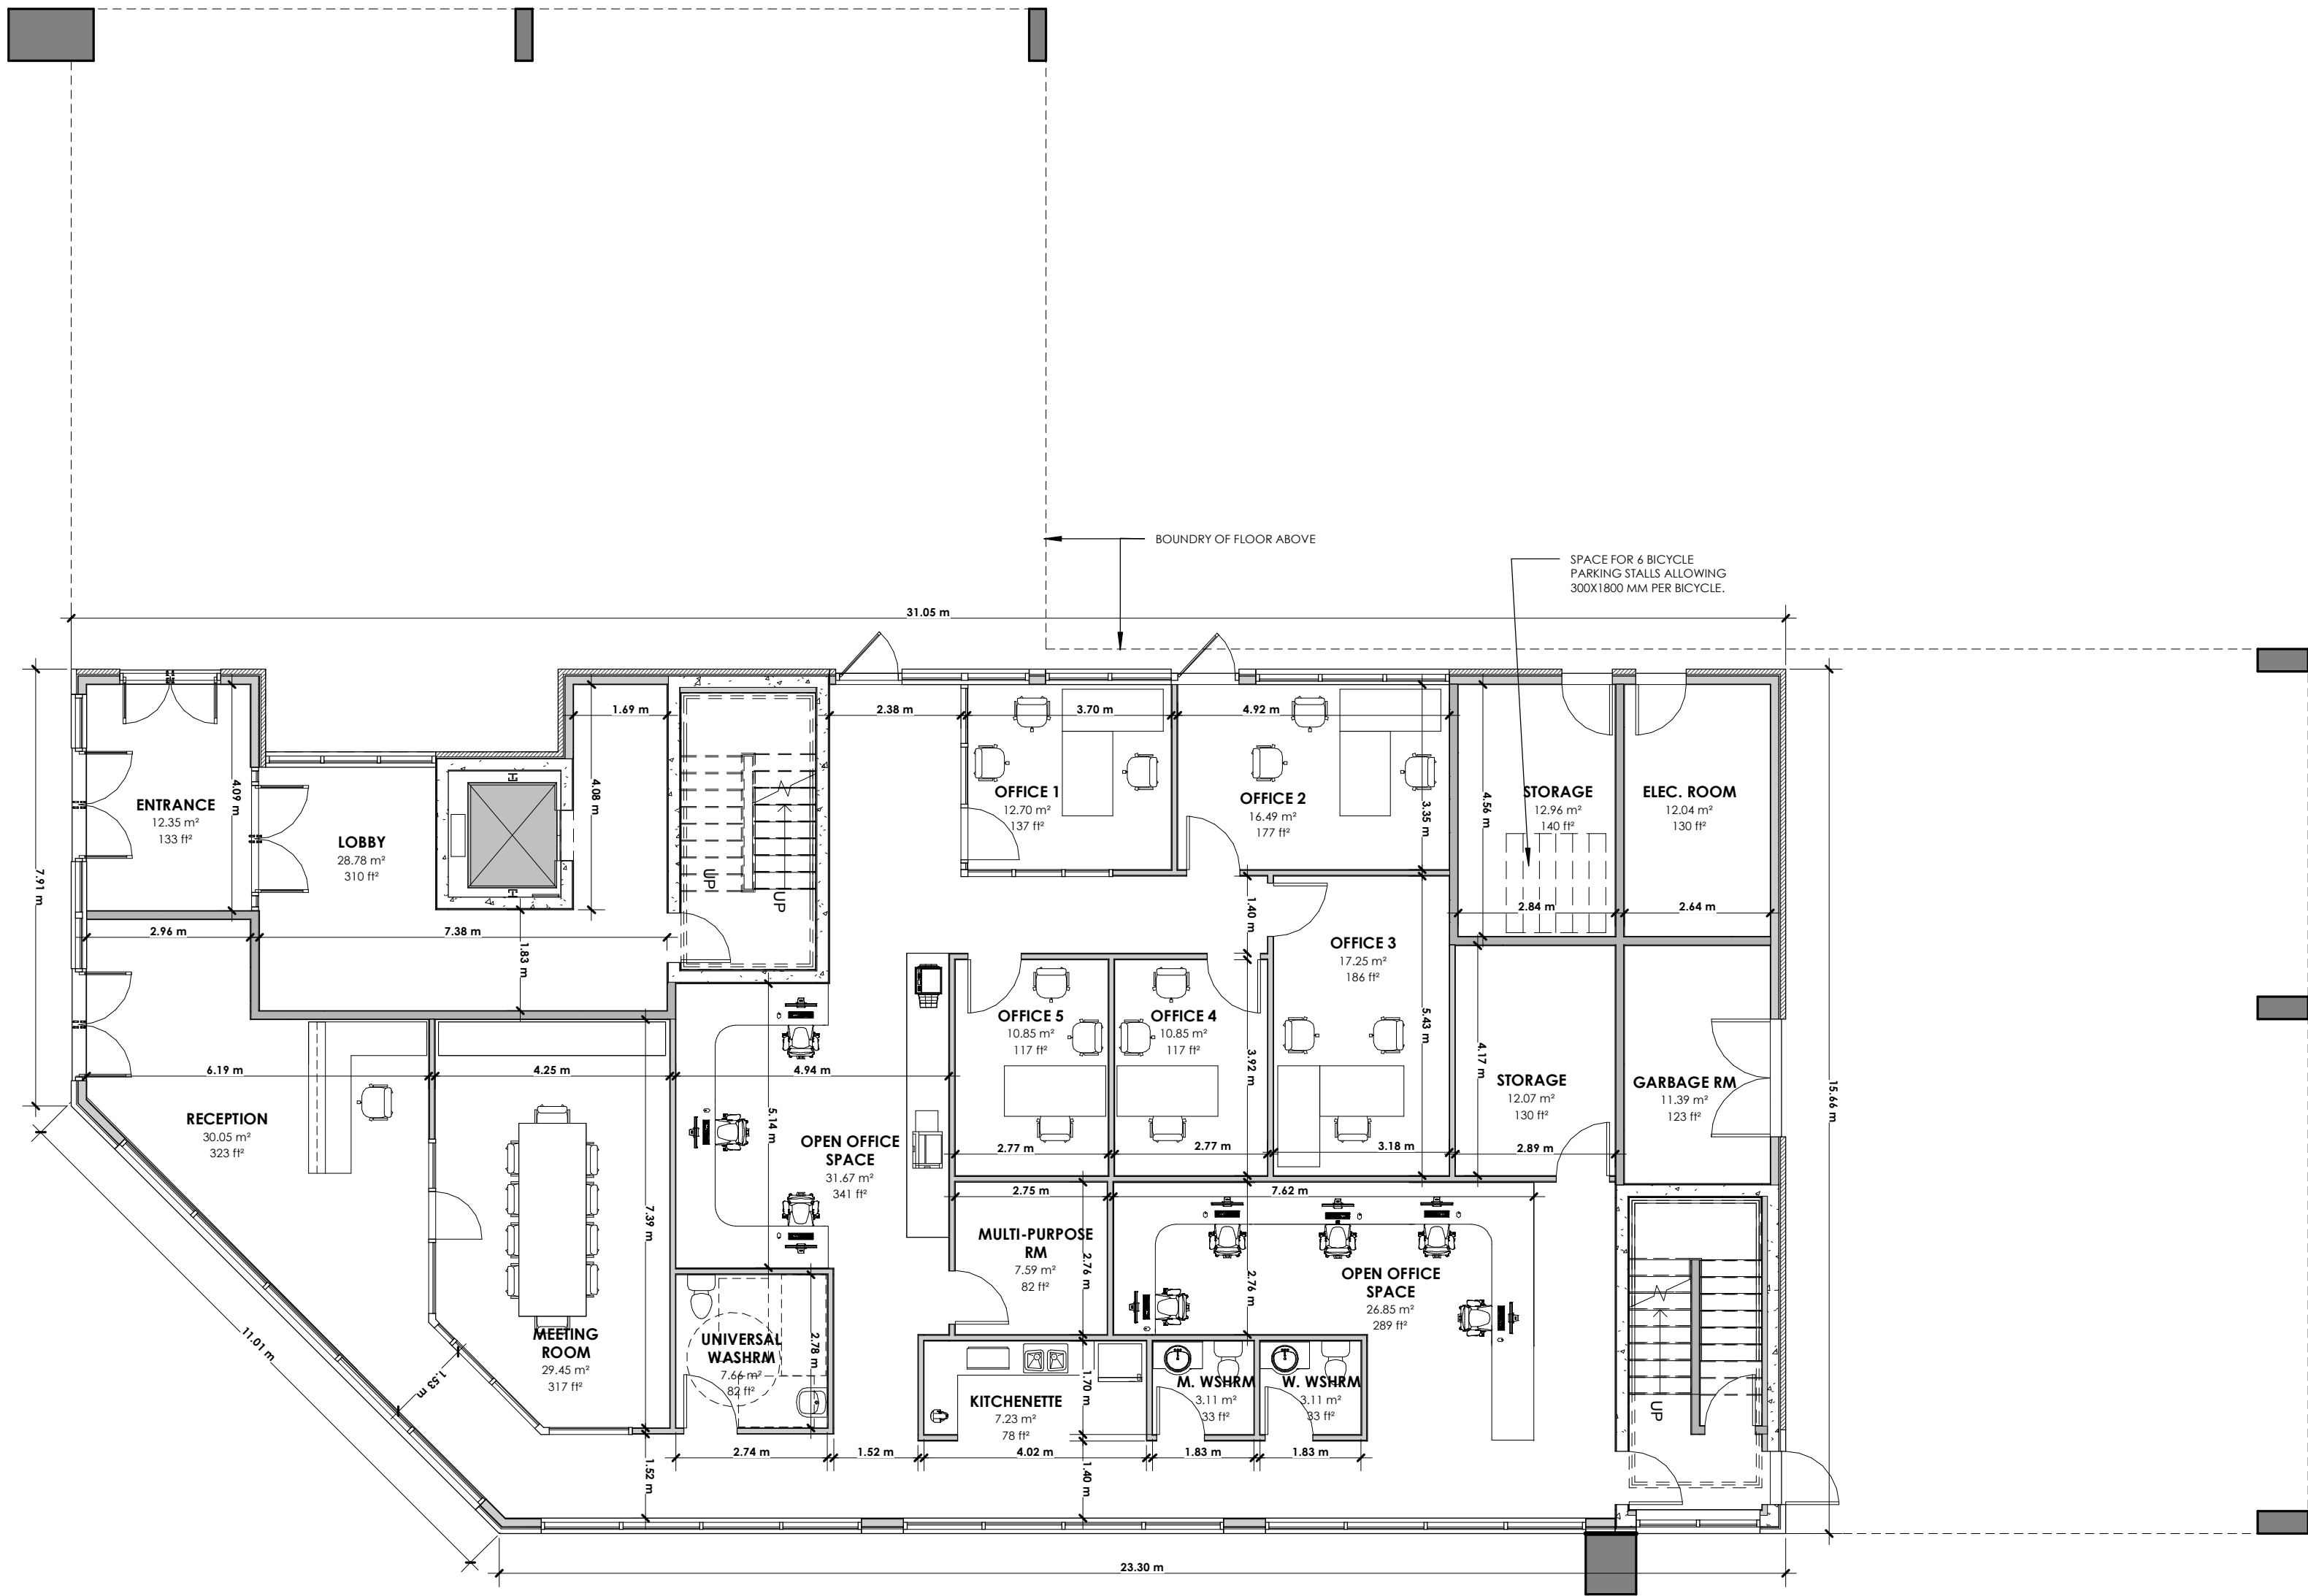 BOUNDRY OF FLOOR ABOVE
SPACE FOR 6 BICYCLE
PARKING STALLS ALLOWING
300X1800 MM PER BICYCLE.
31.05 m
1.69 m
2.38 m
3.70 m
4.92 m
ENTRANCE
12.35 m²
133 ft²
4.09 m
LOBBY
28.78 m²
310 ft²
4.08 m
UP
UP
OFFICE 1
12.70 m²
137 ft²
OFFICE 2
16.49 m²
177 ft²
3.35 m
4.56 m
STORAGE
12.96 m²
140 ft²
ELEC. ROOM
12.04 m²
130 ft²
7.91 m
2.96 m
7.38 m
1.83 m
1.40 m
2.84 m
2.64 m
OFFICE 3
17.25 m²
186 ft²
OFFICE 5
10.85 m²
117 ft²
OFFICE 4
10.85 m²
117 ft²
5.43 m
3.92 m
4.17 m
6.19 m
4.25 m
4.94 m
STORAGE
12.07 m²
130 ft²
GARBAGE RM
11.39 m²
123 ft²
15.66 m
RECEPTION
30.05 m²
323 ft²
5.14 m
OPEN OFFICE
SPACE
31.67 m²
341 ft²
2.77 m
2.77 m
3.18 m
2.89 m
2.75 m
7.62 m
7.39 m
MULTI-PURPOSE
RM
7.59 m²
82 ft²
2.76 m
2.76 m
OPEN OFFICE
SPACE
26.85 m²
289 ft²
11.01 m
1.53 m
MEETING
ROOM
29.45 m²
317 ft²
UNIVERSAL
WASHRM
7.66 m²
82 ft²
2.78 m
KITCHENETTE
7.23 m²
78 ft²
1.70 m
M. WSHRM
3.11 m²
33 ft²
W. WSHRM
3.11 m²
33 ft²
UP
2.74 m
1.52 m
4.02 m
1.83 m
1.83 m
1.52 m
1.40 m
23.30 m